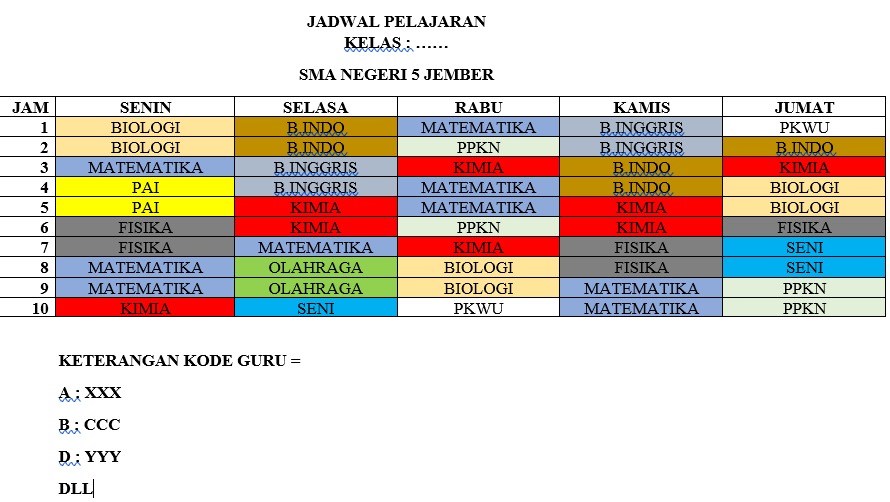 JADWAL PELAJARAN
KELAS : ……
SMA NEGERI 5 JEMBER
JAM SENIN SELASA RABU KAMIS JUMAT
1 BIOLOGI B.INDO MATEMATIKA B.INGGRIS PKWU
2 BIOLOGI B.INDO PPKN B.INGGRIS B.INDO
3 MATEMATIKA B.INGGRIS KIMIA B.INDO KIMIA
4 PAI B.INGGRIS MATEMATIKA B.INDO BIOLOGI
5 PAI KIMIA MATEMATIKA KIMIA BIOLOGI
6 FISIKA KIMIA PPKN KIMIA FISIKA
7 FISIKA MATEMATIKA KIMIA FISIKA SENI
8 MATEMATIKA OLAHRAGA BIOLOGI FISIKA SENI
9 MATEMATIKA OLAHRAGA BIOLOGI MATEMATIKA PPKN
10 KIMIA SENI PKWU MATEMATIKA PPKN
KETERANGAN KODE GURU =
A : XXX
B : CCC
D : YYY
DLL